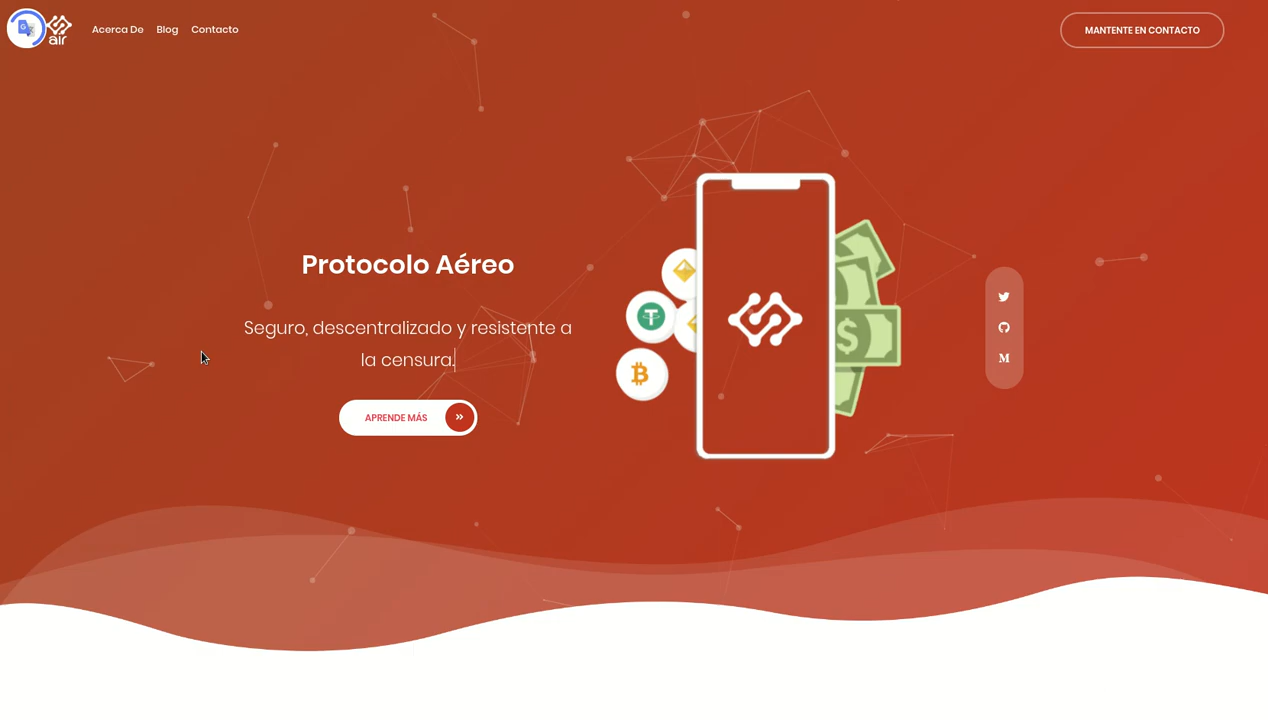 air
Acerca De
Blog
Contacto
MANTENTE EN CONTACTO
Protocolo Aéreo
Seguro, descentralizado y resistente a
la censura.
APRENDE MÁS